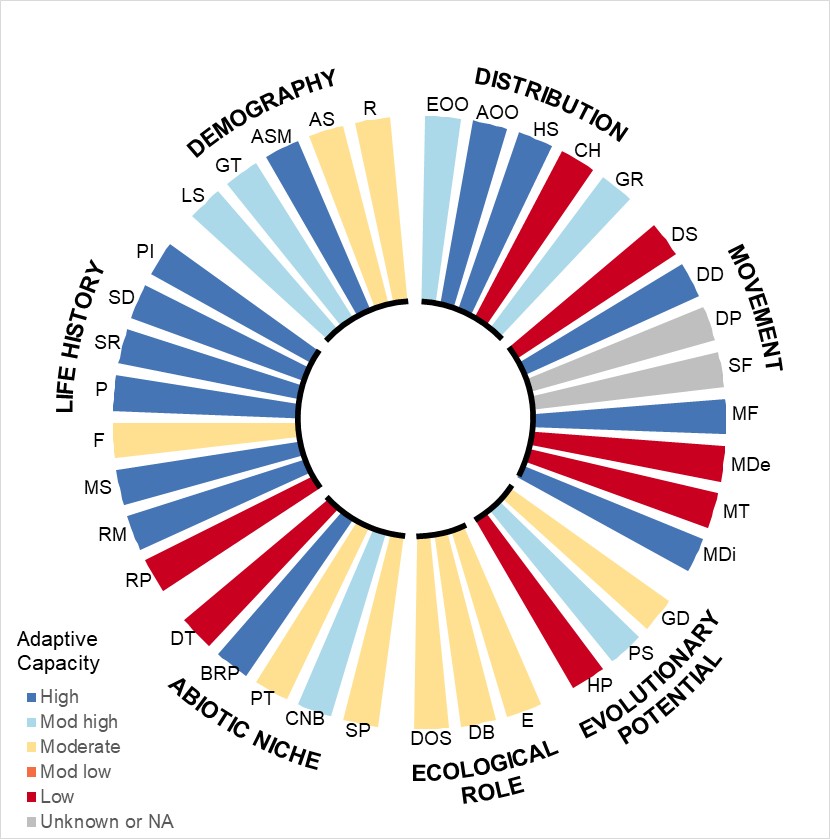 DISTRIBUTION
EOO
AOO
HS
CH
GR
MOVEMENT
DS
DD
DP
SF
MF
MDe
MT
MDi
EVOLUTIONARY
POTENTIAL
GD
PS
HP
ECOLOGICAL
ROLE
E
DB
DOS
ABIOTIC NICHE
SP
CNB
PT
BRP
DT
LIFE HISTORY
RP
RM
MS
F
P
SR
SD
PI
DEMOGRAPHY
LS
GT
ASM
AS
R
Adaptive
Capacity
High
Mod high
Moderate
Mod low
Low
Unknown or NA